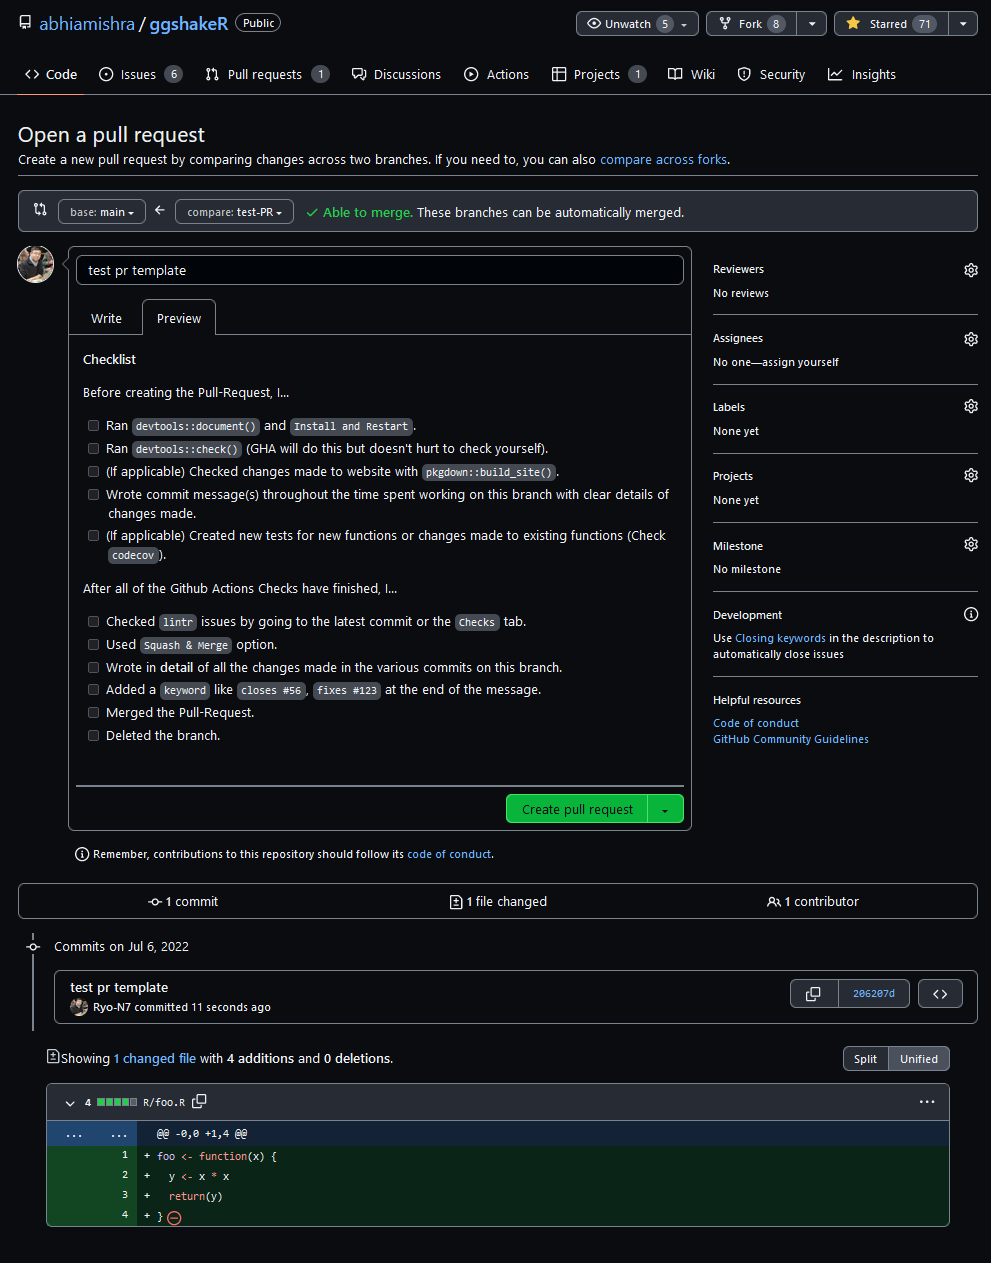 abhiamishra / ggshakeR Public
Unwatch 5 Fork 8 Starred 71
Code Issues 6 Pull requests 1 Discussions Actions Projects 1 Wiki Security Insights
Open a pull request
Create a new pull request by comparing changes across two branches. If you need to, you can also compare across forks.
base: main compare: test-PR Able to merge. These branches can be automatically merged.
test pr template
Write Preview
Checklist
Before creating the Pull-Request, I...
Ran devtools::document() and Install and Restart.
Ran devtools::check() (GHA will do this but doesn't hurt to check yourself).
(If applicable) Checked changes made to website with pkgdown::build_site().
Wrote commit message(s) throughout the time spent working on this branch with clear details of
changes made.
(If applicable) Created new tests for new functions or changes made to existing functions (Check
codecov).
After all of the Github Actions Checks have finished, I...
Checked lintr issues by going to the latest commit or the Checks tab.
Used Squash & Merge option.
Wrote in detail of all the changes made in the various commits on this branch.
Added a keyword like closes #56, fixes #123 at the end of the message.
Merged the Pull-Request.
Deleted the branch.
Create pull request
Reviewers
No reviews
Assignees
No one—assign yourself
Labels
None yet
Projects
None yet
Milestone
No milestone
Development
Use Closing keywords in the description to
automatically close issues
Helpful resources
Code of conduct
GitHub Community Guidelines
Remember, contributions to this repository should follow its code of conduct.
1 commit 1 file changed 1 contributor
Commits on Jul 6, 2022
test pr template
Ryo-N7 committed 11 seconds ago
206207d
Showing 1 changed file with 4 additions and 0 deletions.
Split Unified
4 R/foo.R
... ... @@ -0,0 +1,4 @@
1 + foo <- function(x) {
2 + y <- x * x
3 + return(y)
4 + }